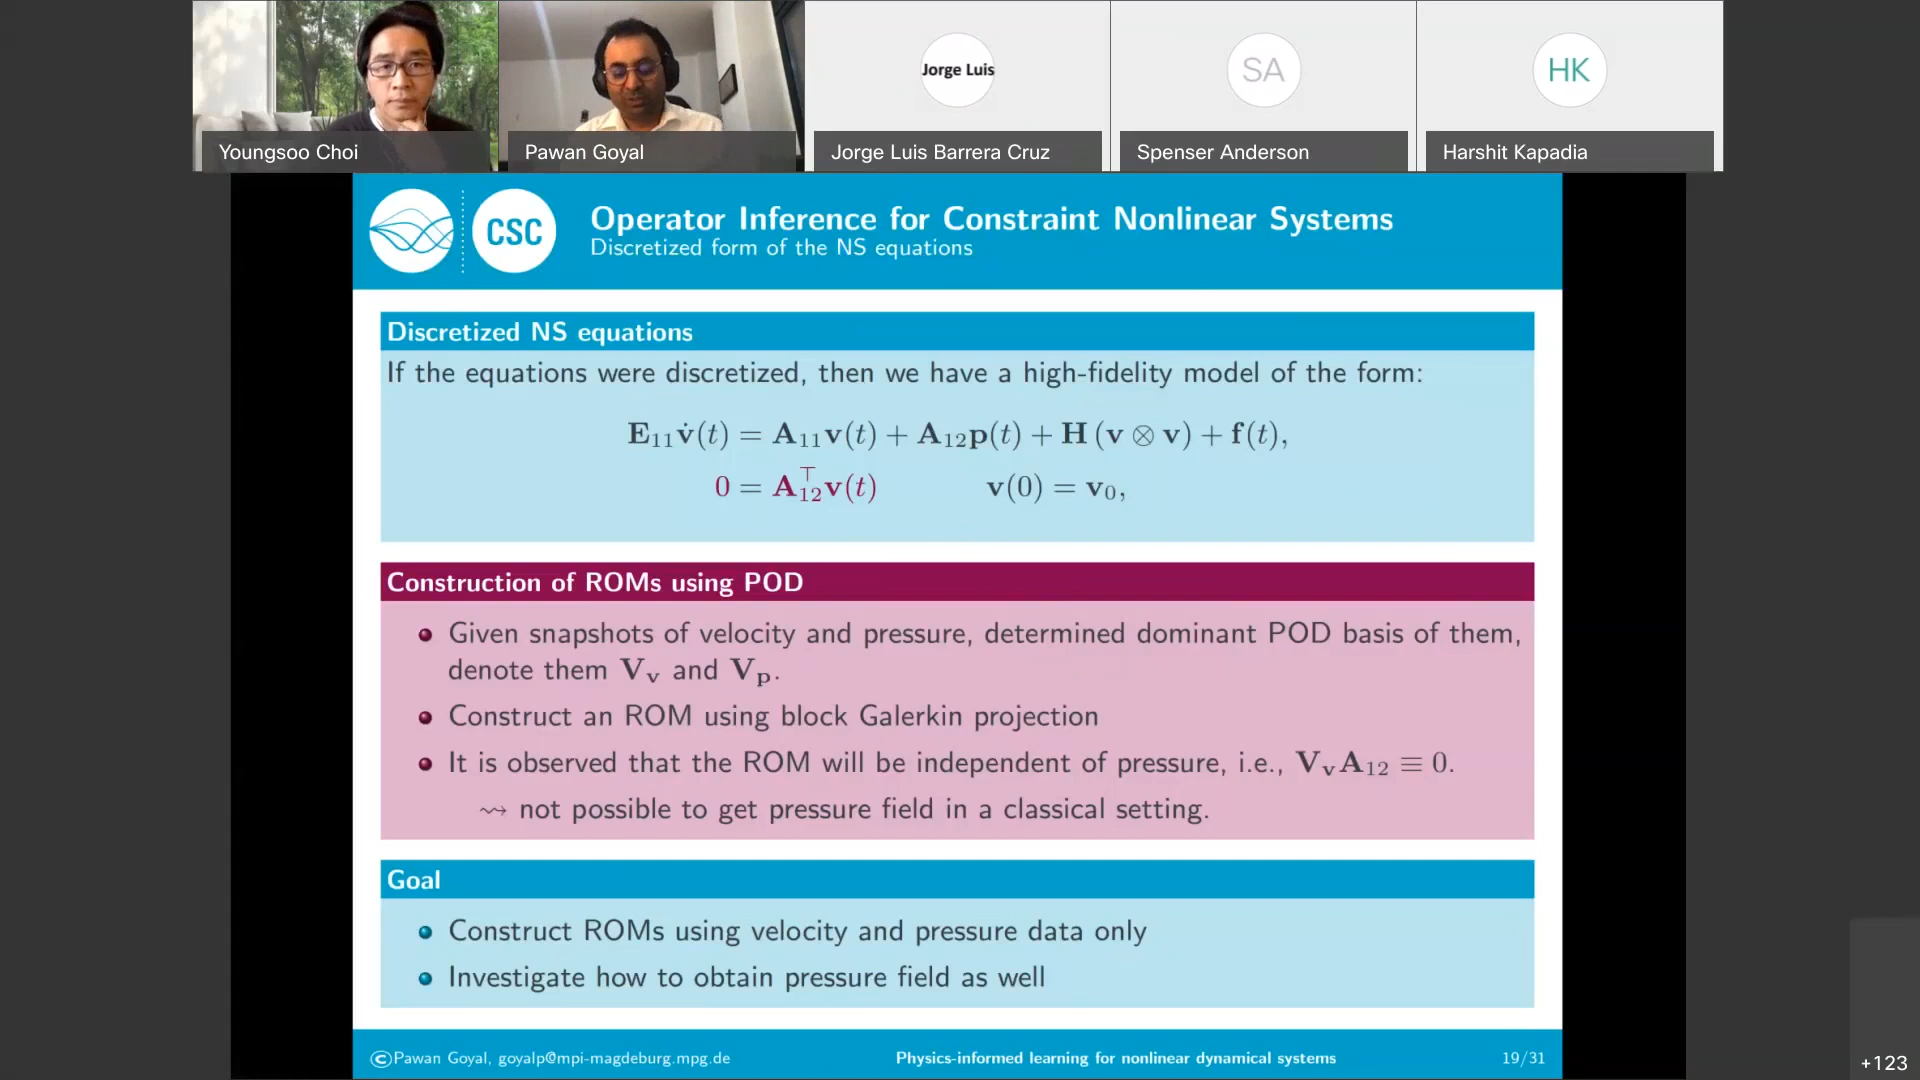 Jorge Luis
SA
HK
Youngsoo Choi
Pawan Goyal
Jorge Luis Barrera Cruz
Spenser Anderson
Harshit Kapadia
CSC
Operator Inference for Constraint Nonlinear Systems
Discretized form of the NS equations
Discretized NS equations
If the equations were discretized, then we have a high-fidelity model of the form:
E₁₁v̇(t) = A₁₁v(t) + A₁₂p(t) + H (v ⊗ v) + f(t),
0 = A₁₂⊤v(t) v(0) = v₀,
Construction of ROMs using POD
Given snapshots of velocity and pressure, determined dominant POD basis of them,
denote them V_v and V_p.
Construct an ROM using block Galerkin projection
It is observed that the ROM will be independent of pressure, i.e., V_vA₁₂ ≡ 0.
⇝ not possible to get pressure field in a classical setting.
Goal
Construct ROMs using velocity and pressure data only
Investigate how to obtain pressure field as well
©Pawan Goyal, goyalp@mpi-magdeburg.mpg.de
Physics-informed learning for nonlinear dynamical systems
19/31
+123